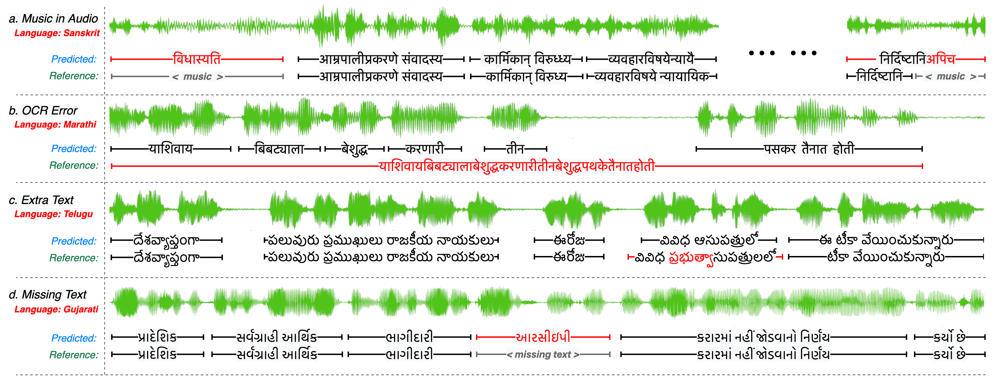 a. Music in Audio
Language: Sanskrit
Predicted: विधास्यति आम्रपालीप्रकरणे संवादस्य कार्मिकान् विरुध्ध्य व्यवहारविषयेन्यायै ... ... निर्दिष्टानिअपिच
Reference: < music > आम्रपालीप्रकरणे संवादस्य कार्मिकान् विरुध्य व्यवहारविषये न्यायायिक निर्दिष्टानि < music >
b. OCR Error
Language: Marathi
Predicted: याशिवाय बिबट्याला बेशुद्ध करणारी तीन पसकर तैनात होती
Reference: याशिवायबिबट्यालाबेशुद्धकरणारीतीनबेशुद्धपथकेतैनातहोती
c. Extra Text
Language: Telugu
Predicted: దేశవ్యాప్తంగా పలువురు ప్రముఖులు రాజకీయ నాయకులు ఈరోజు వివిధ ఆసుపత్రులో ఈ టీకా వేయించుకున్నారు
Reference: దేశవ్యాప్తంగా పలువురు ప్రముఖులు రాజకీయ నాయకులు ఈరోజు వివిధ ప్రభుత్వాసుపత్రులలో టీకా వేయించుకున్నారు
d. Missing Text
Language: Gujarati
Predicted: પ્રાદેશિક સર્વગ્રાહી આર્થિક ભાગીદારી આરસીઇપી કરારમાં નહીં જોડવાનો નિર્ણય કર્યો છે
Reference: પ્રાદેશિક સર્વગ્રાહી આર્થિક ભાગીદારી < missing text > કરારમાં નહીં જોડવાનો નિર્ણય કર્યો છે